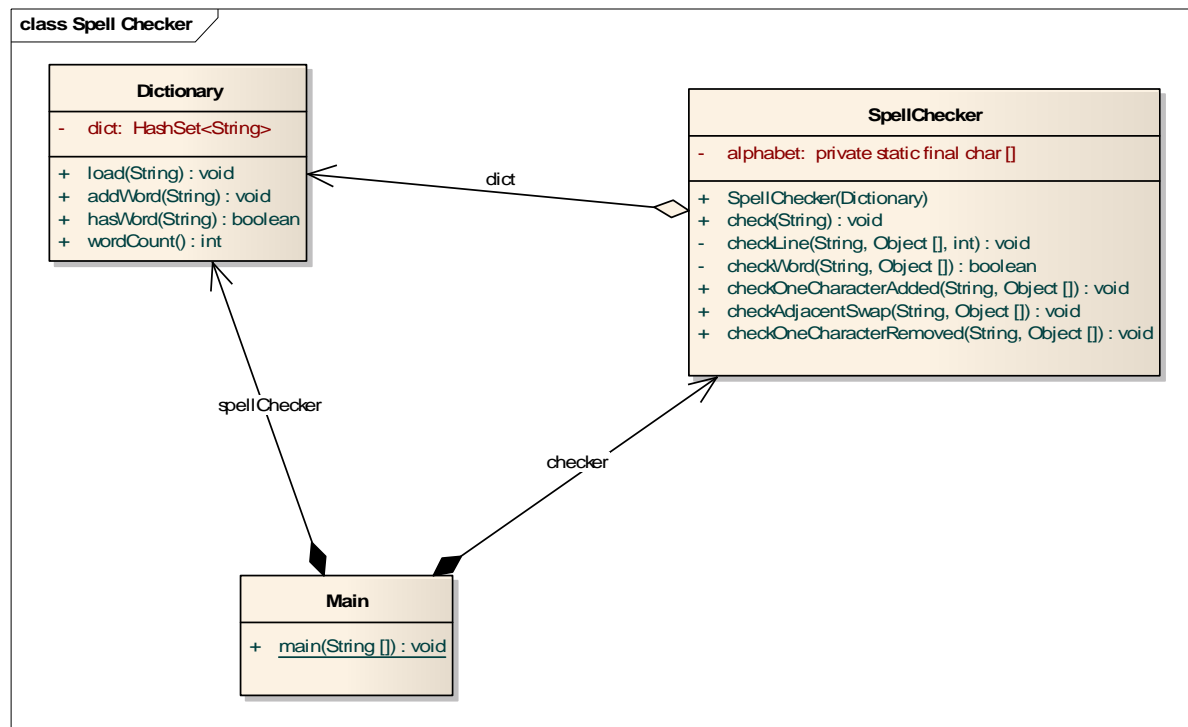 class Spell Checker
Dictionary
- dict: HashSet<String>
+ load(String) : void
+ addWord(String) : void
+ hasWord(String) : boolean
+ wordCount() : int
SpellChecker
- alphabet: private static final char []
+ SpellChecker(Dictionary)
+ check(String) : void
- checkLine(String, Object [], int) : void
- checkWord(String, Object []) : boolean
+ checkOneCharacterAdded(String, Object []) : void
+ checkAdjacentSwap(String, Object []) : void
+ checkOneCharacterRemoved(String, Object []) : void
dict
spellChecker
checker
Main
+ main(String []) : void